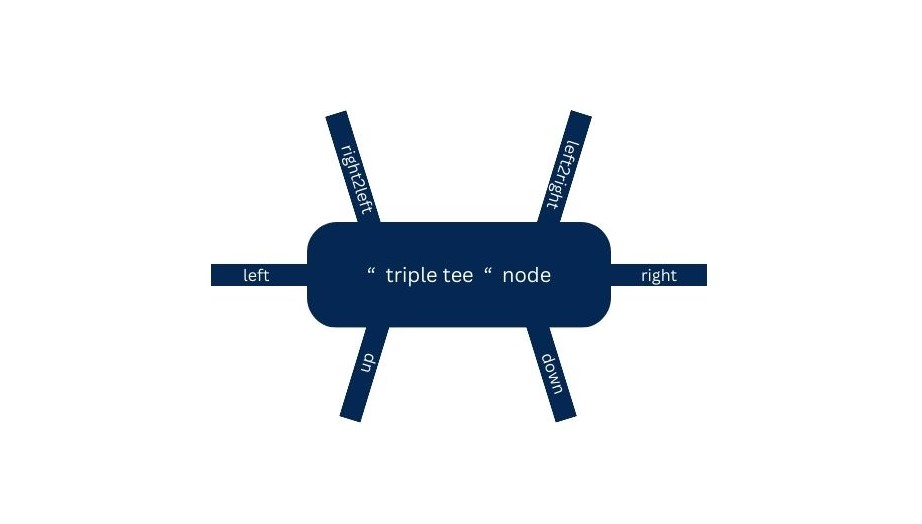 right2left
left2right
left
“ triple tee “ node
right
up
down